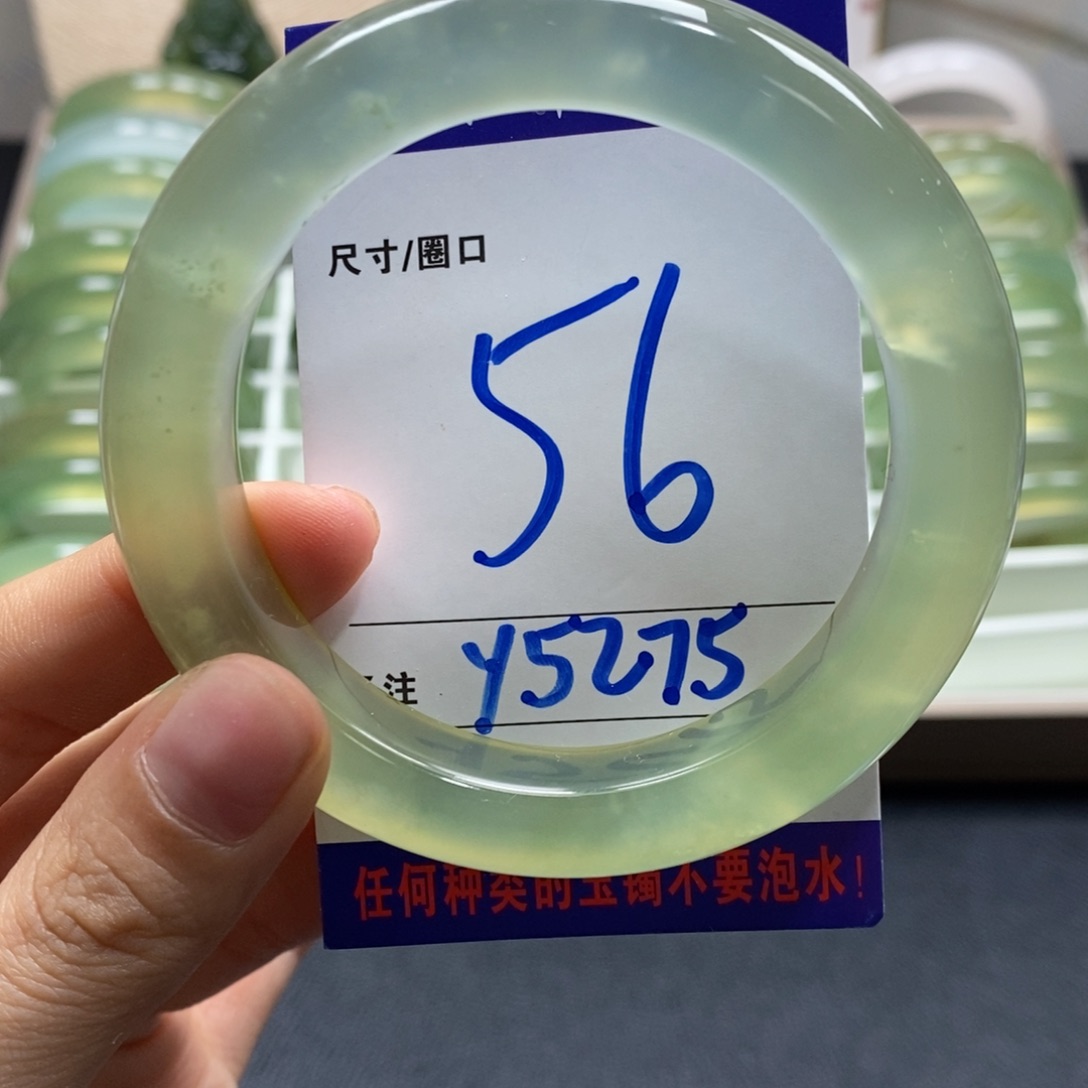 尺寸/圈口
56
注 y5275
任何种类的玉镯不要泡水!